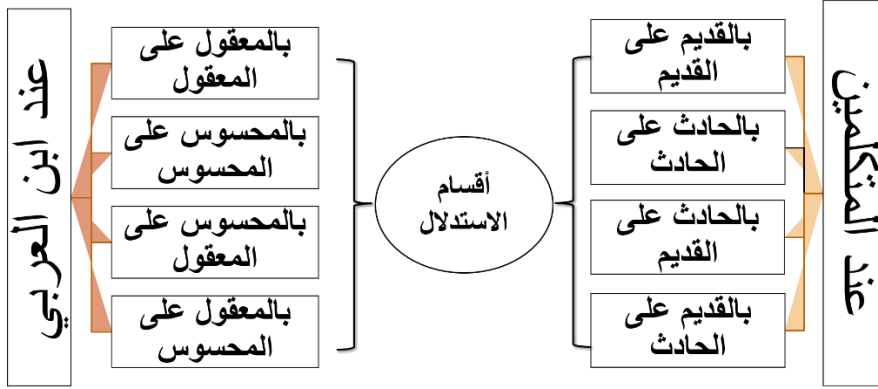 عند المتكلمين
بالقديم على
القديم
بالحادث على
الحادث
بالحادث على
القديم
بالقديم على
الحادث
أقسام
الاستدلال
بالمعقول على
المعقول
بالمحسوس على
المحسوس
بالمحسوس على
المعقول
بالمعقول على
المحسوس
عند ابن العربي